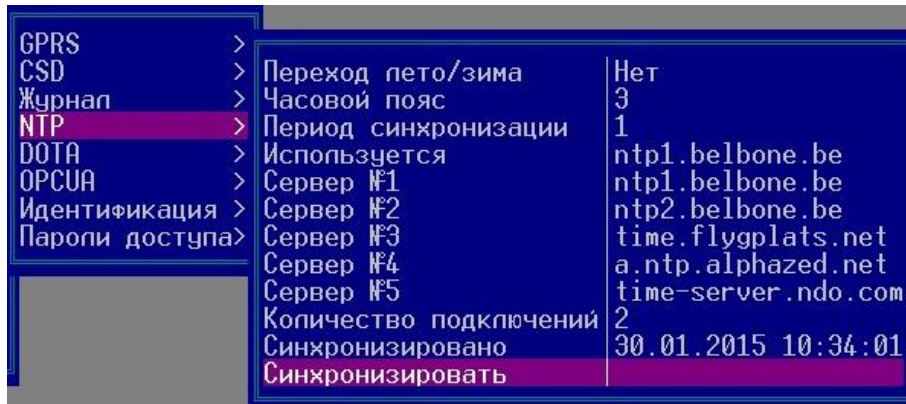 GPRS >
CSD >
Журнал >
NTP >
DOTA >
OPCUA >
Идентификация >
Пароли доступа>
Переход лето/зима Нет
Часовой пояс 3
Период синхронизации 1
Используется ntp1.belbone.be
Сервер №1 ntp1.belbone.be
Сервер №2 ntp2.belbone.be
Сервер №3 time.flygplats.net
Сервер №4 a.ntp.alphazed.net
Сервер №5 time-server.ndo.com
Количество подключений 2
Синхронизировано 30.01.2015 10:34:01
Синхронизировать